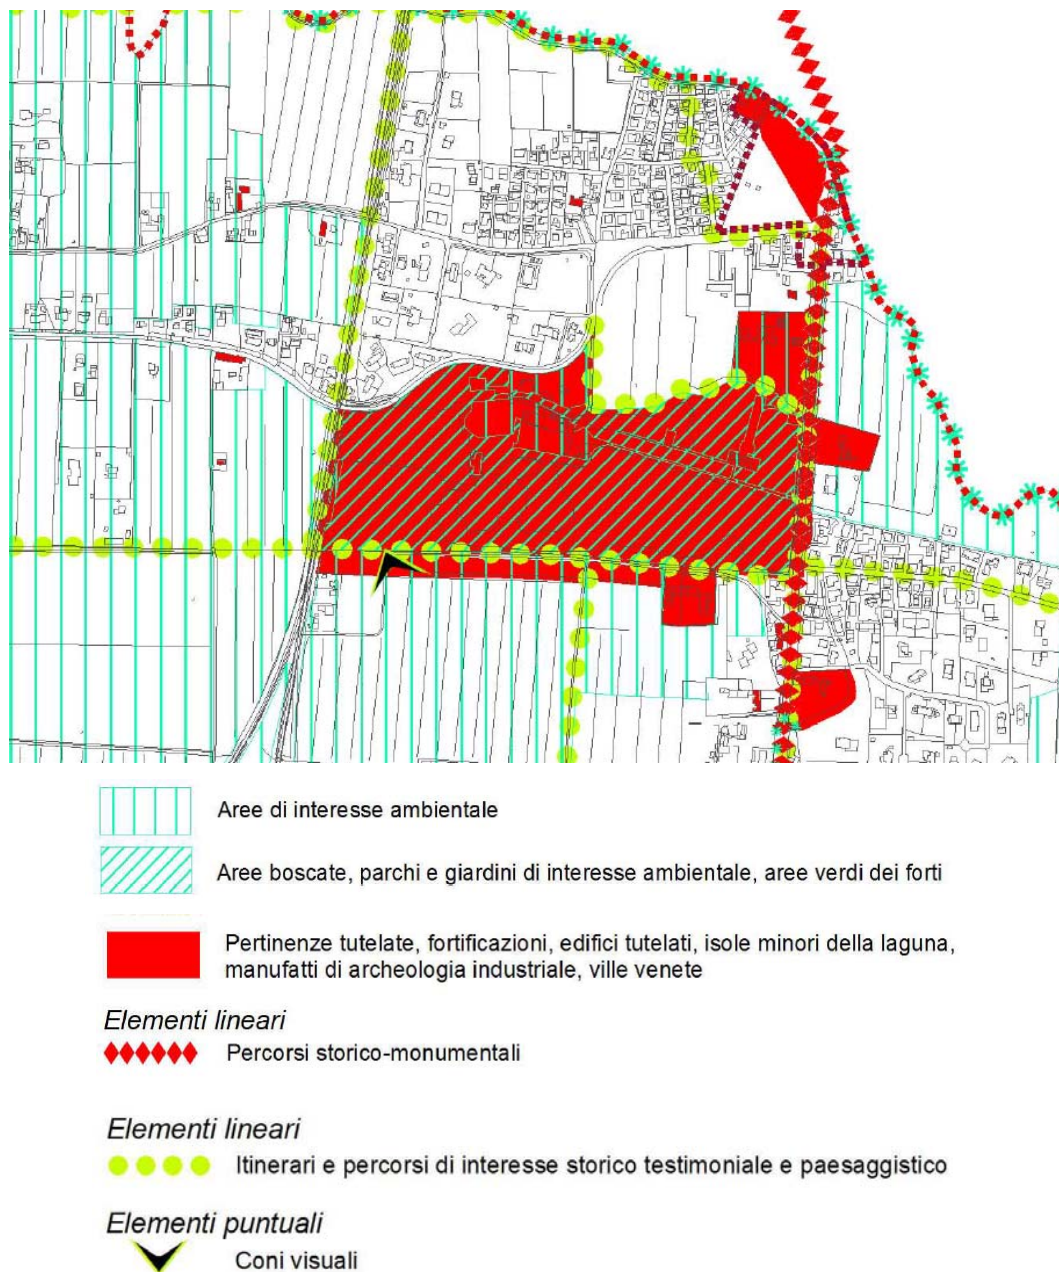 Aree di interesse ambientale
Aree boscate, parchi e giardini di interesse ambientale, aree verdi dei forti
Pertinenze tutelate, fortificazioni, edifici tutelati, isole minori della laguna,
manufatti di archeologia industriale, ville venete
Elementi lineari
Percorsi storico-monumentali
Elementi lineari
Itinerari e percorsi di interesse storico testimoniale e paesaggistico
Elementi puntuali
Coni visuali